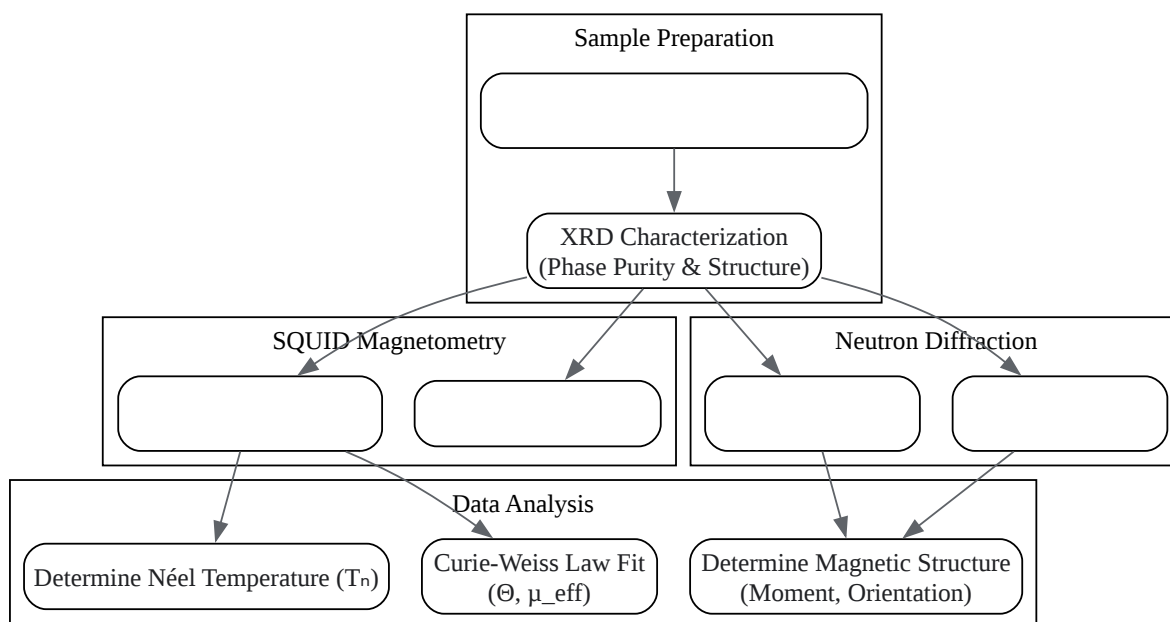 Sample Preparation
XRD Characterization
(Phase Purity & Structure)
SQUID Magnetometry
Neutron Diffraction
Data Analysis
Determine Néel Temperature (Tₙ)
Curie-Weiss Law Fit
(Θ, µ_eff)
Determine Magnetic Structure
(Moment, Orientation)